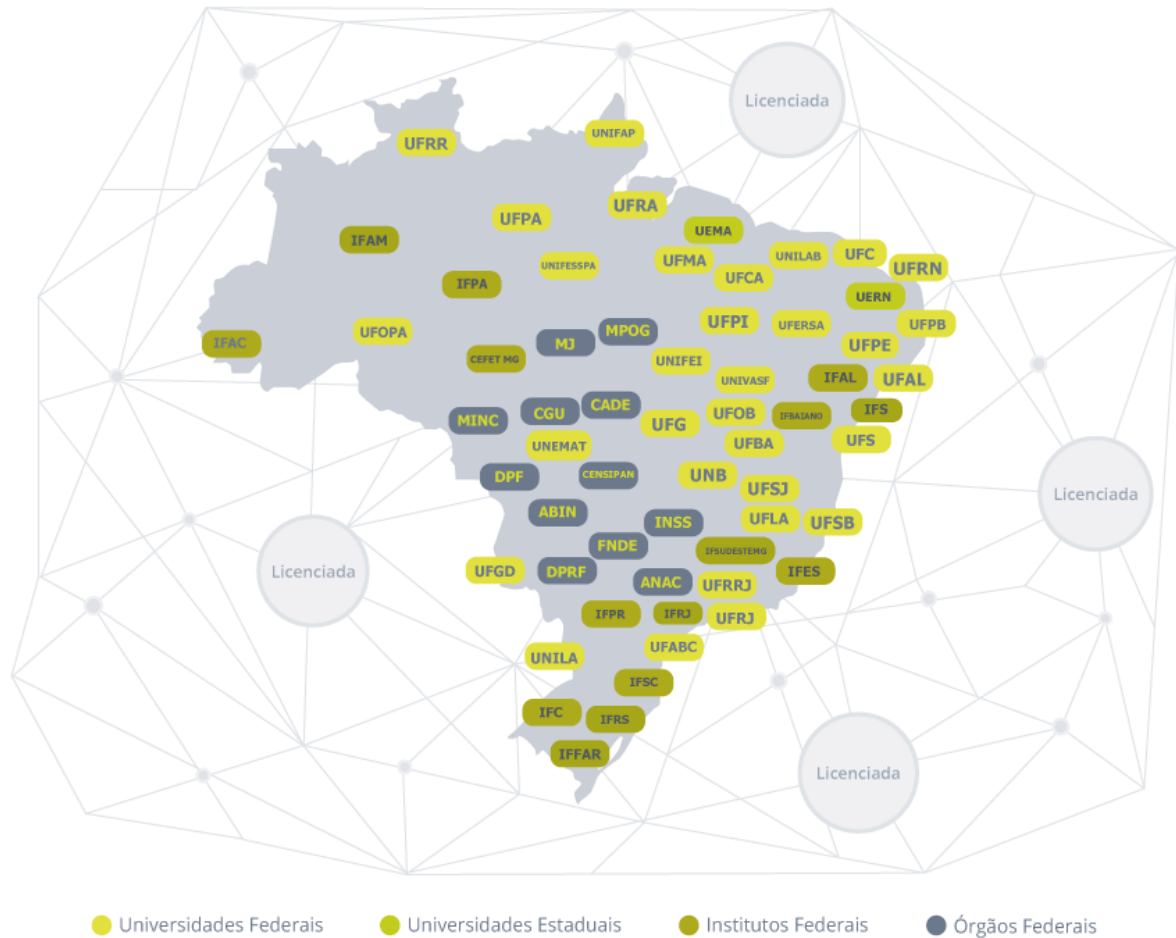 Licenciada
UNIFAP
UFRR
UFRA
UFPA
UEMA
IFAM
UFMA
UNILAB
UFC
UFRN
UNIFESSPA
UFCA
IFPA
UERN
UFPI
UFERSA
UFPB
UFOPA
MPOG
MJ
IFAC
UFPE
CEFET MG
UNIFEI
UNIVASF
IFAL
UFAL
CADE
CGU
MINC
UFG
UFOB
IFBAIANO
IFS
UNEMAT
UFBA
UFS
DPF
CENSIPAN
UNB
UFSJ
Licenciada
ABIN
INSS
UFLA
UFSB
FNDE
IFSUDESTEMG
Licenciada
UFGD
DPRF
ANAC
UFRRJ
IFES
IFPR
IFRJ
UFRJ
UNILA
UFABC
IFSC
IFC
IFRS
IFFAR
Licenciada
Universidades Federais
Universidades Estaduais
Institutos Federais
Órgãos Federais